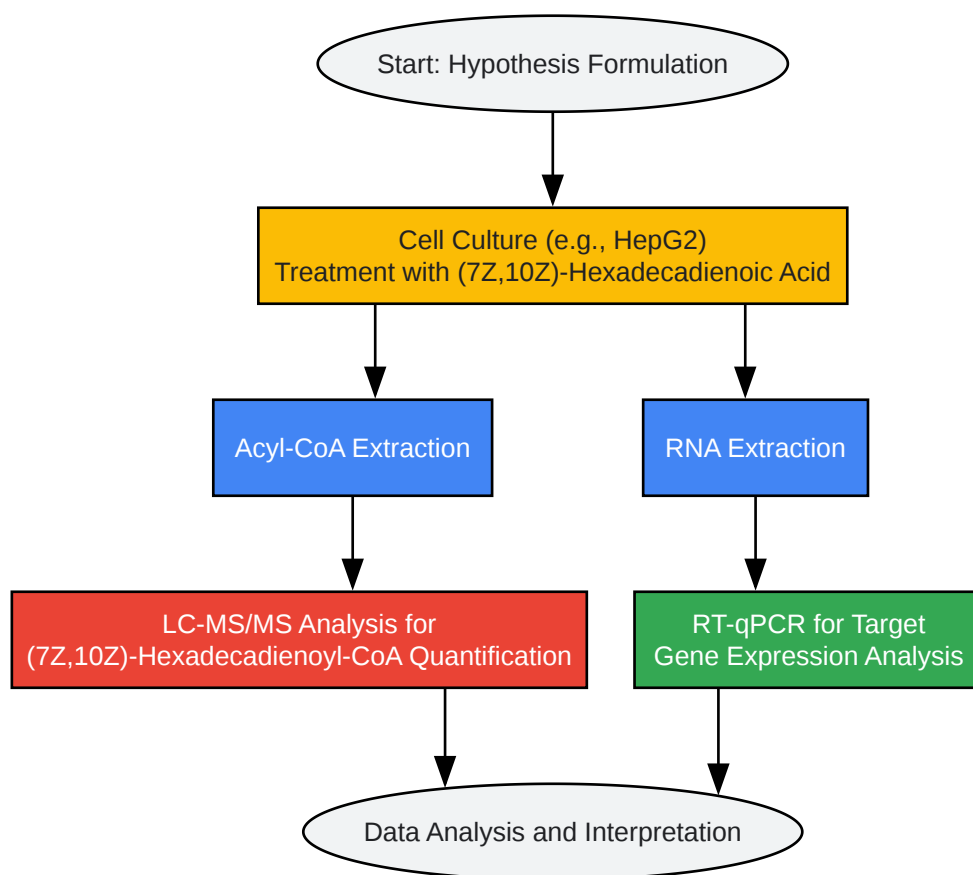 Start: Hypothesis Formulation
Cell Culture (e.g., HepG2)
Treatment with (7Z,10Z)-Hexadecadienoic Acid
Acyl-CoA Extraction
RNA Extraction
LC-MS/MS Analysis for
(7Z,10Z)-Hexadecadienoyl-CoA Quantification
RT-qPCR for Target
Gene Expression Analysis
Data Analysis and Interpretation